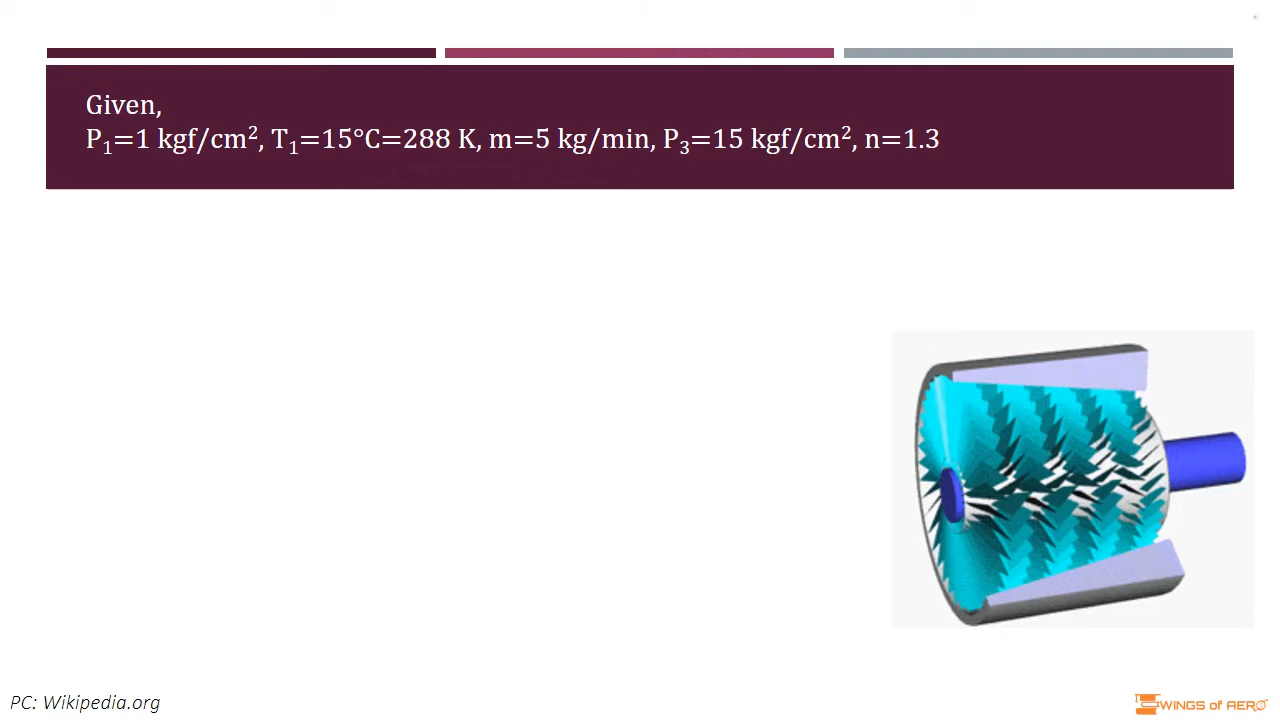 Given,
P₁=1 kgf/cm², T₁=15°C=288 K, m=5 kg/min, P₃=15 kgf/cm², n=1.3
PC: Wikipedia.org
WINGS of AERO